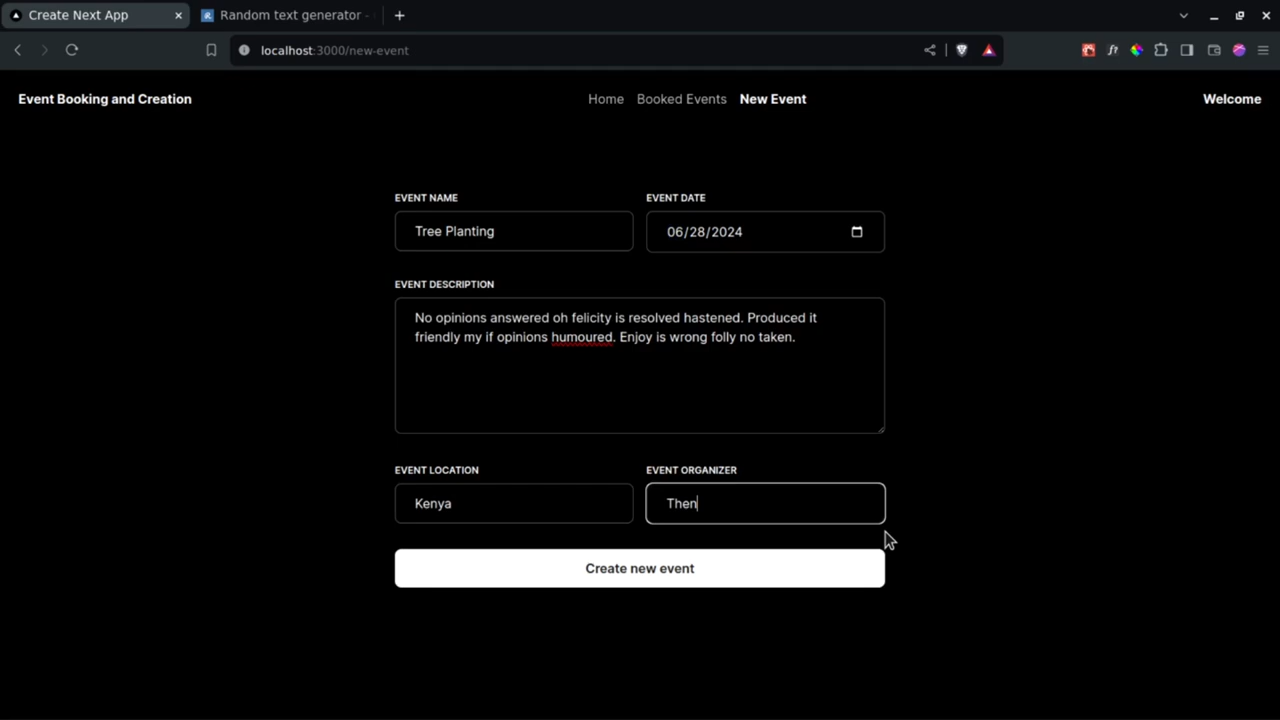 Create Next App
Random text generator -
localhost:3000/new-event
Event Booking and Creation
Home Booked Events New Event
Welcome
EVENT NAME EVENT DATE
Tree Planting 06/28/2024
EVENT DESCRIPTION
No opinions answered oh felicity is resolved hastened. Produced it
friendly my if opinions humoured. Enjoy is wrong folly no taken.
EVENT LOCATION EVENT ORGANIZER
Kenya Then
Create new event